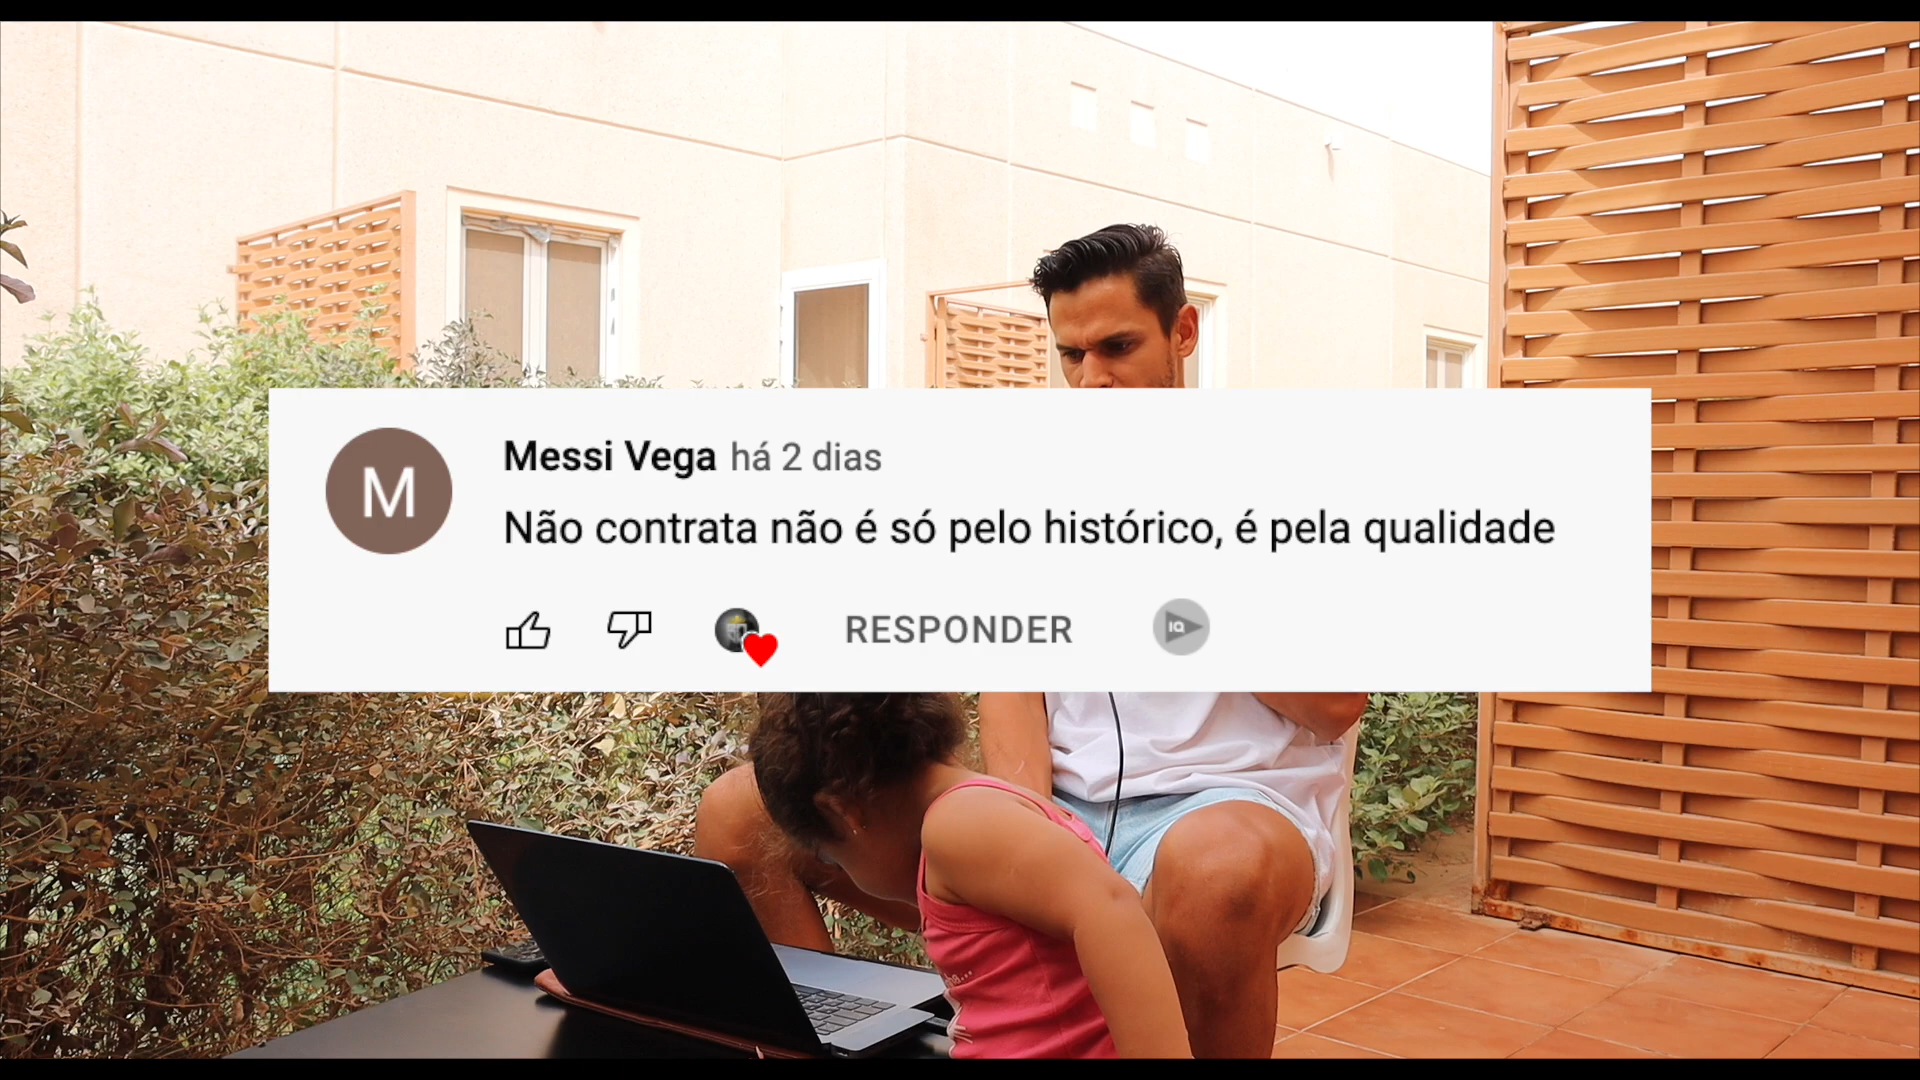 M
Messi Vega há 2 dias
Não contrata não é só pelo histórico, é pela qualidade
RESPONDER
IQ